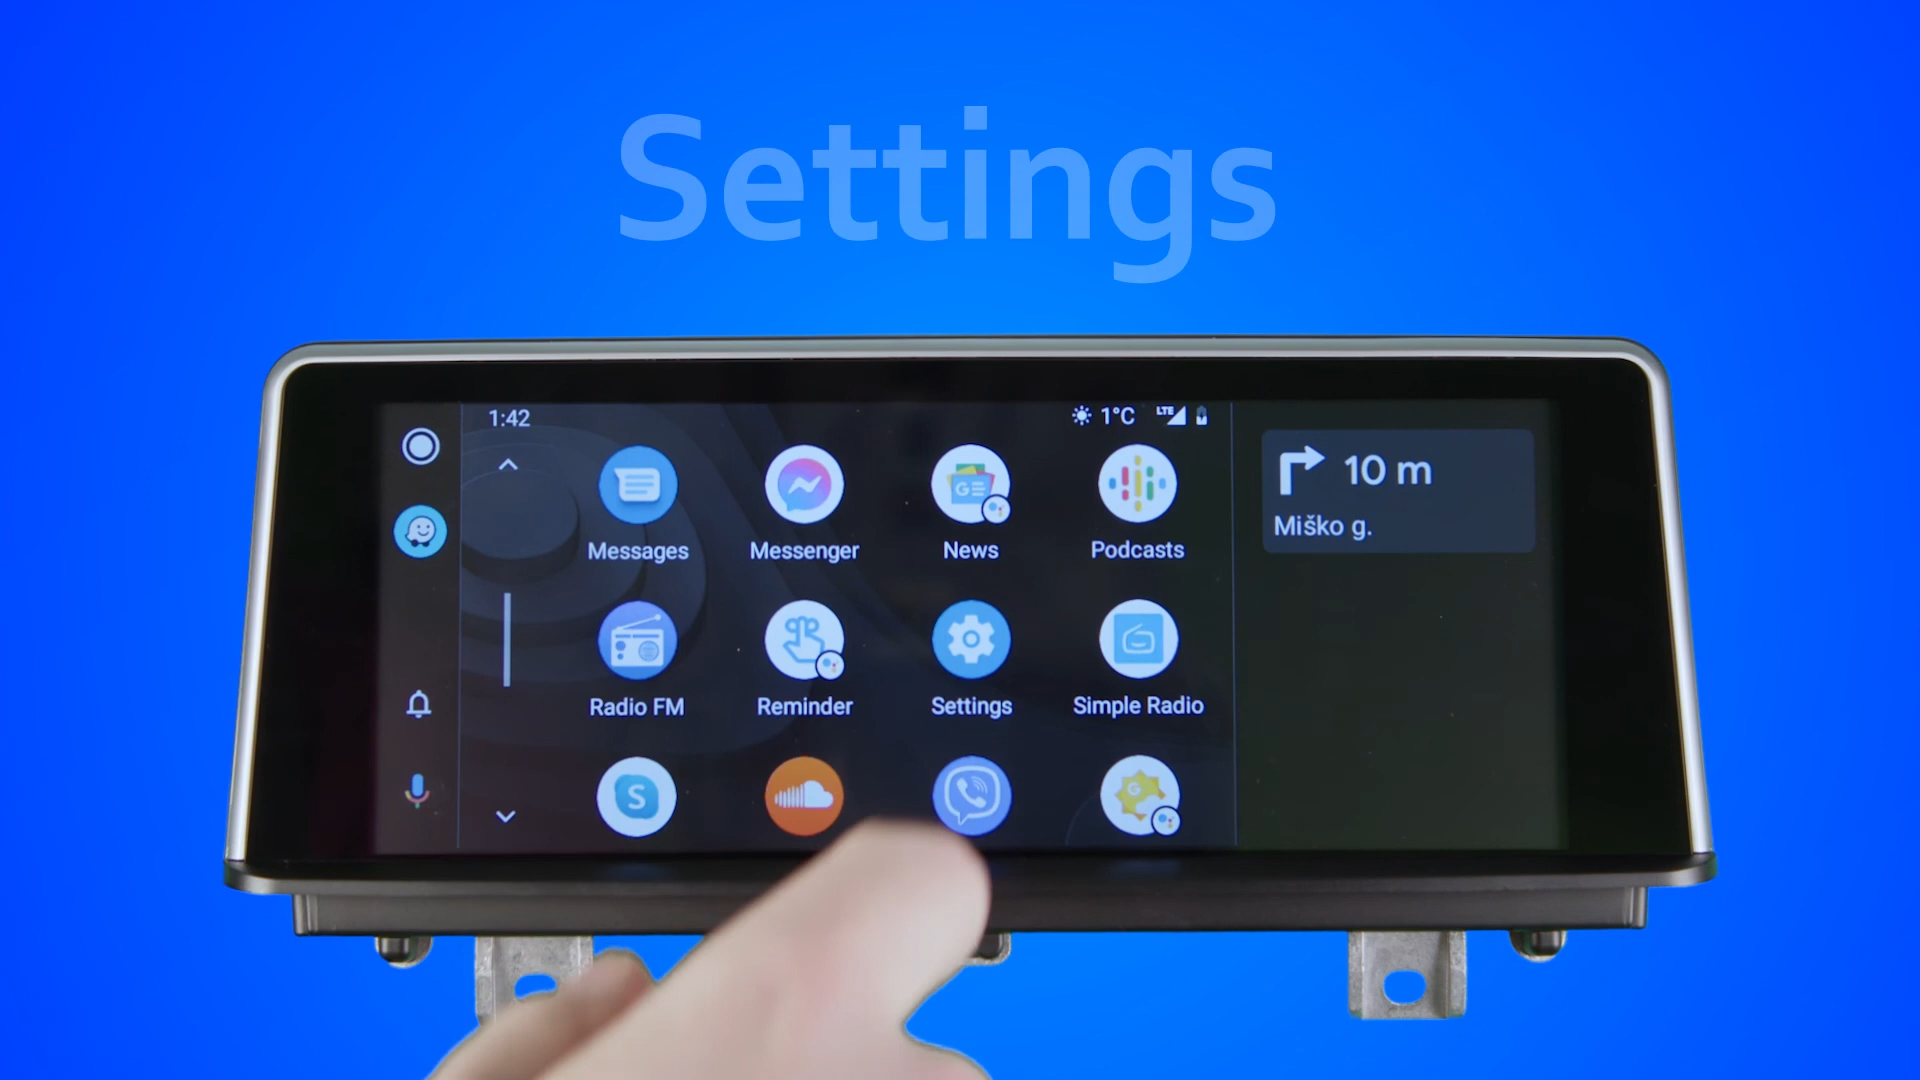 Settings
1:42
1°C LTE
10 m
Miško g.
Messages Messenger News Podcasts
Radio FM Reminder Settings Simple Radio